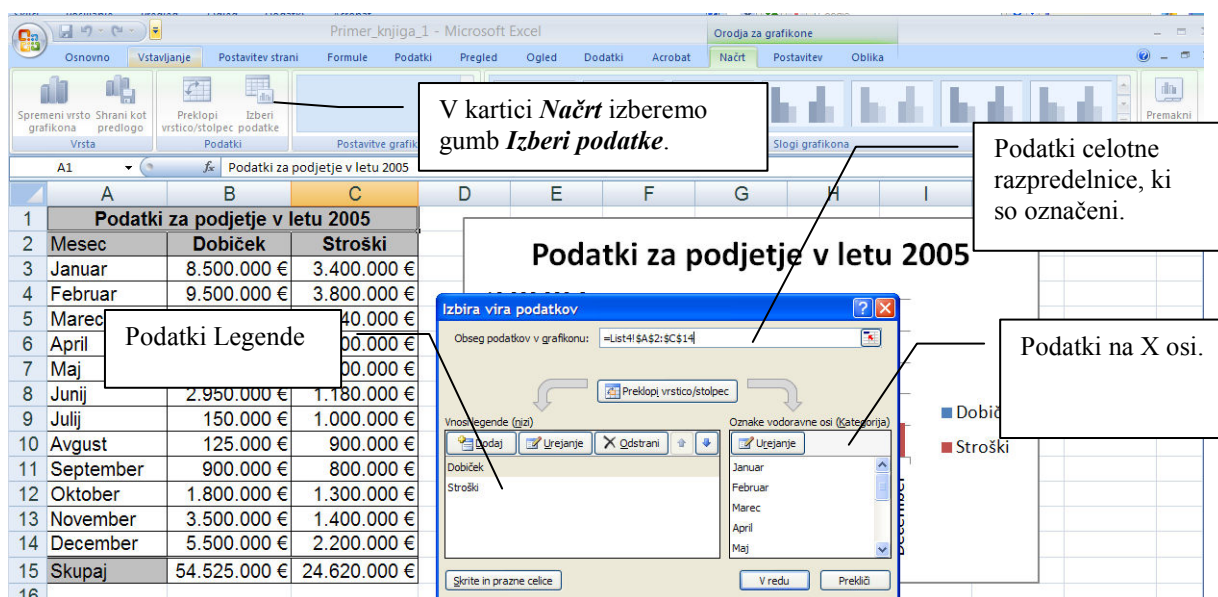 Primer_knjiga_1 - Microsoft Excel
Orodja za grafikone
Osnovno Vstavljanje Postavitev strani Formule Podatki Pregled Ogled Dodatki Acrobat Načrt Postavitev Oblika
Spremeni vrsto grafikona
Shrani kot predlogo
Preklopi vrstico/stolpec
Izberi podatke
Premakni
Vrsta Podatki Postavitve grafik Slogi grafikona
V kartici Načrt izberemo
gumb Izberi podatke.
Podatki celotne
razpredelnice, ki
so označeni.
A1 fx Podatki za podjetje v letu 2005
A B C D E F G H I
1 Podatki za podjetje v letu 2005
2 Mesec Dobiček Stroški
3 Januar 8.500.000 € 3.400.000 €
4 Februar 9.500.000 € 3.800.000 €
5 Marec 40.000 €
6 April 00.000 €
7 Maj 00.000 €
8 Junij 2.950.000 € 1.180.000 €
9 Julij 150.000 € 1.000.000 €
10 Avgust 125.000 € 900.000 €
11 September 900.000 € 800.000 €
12 Oktober 1.800.000 € 1.300.000 €
13 November 3.500.000 € 1.400.000 €
14 December 5.500.000 € 2.200.000 €
15 Skupaj 54.525.000 € 24.620.000 €
16
Podatki Legende
Podatki za podjetje v letu 2005
Izbira vira podatkov
Obseg podatkov v grafikonu: =List4!$A$2:$C$14
Preklopi vrstico/stolpec
Vnosi legende (nizi)
Dodaj Urejanje Odstrani
Dobiček
Stroški
Oznake vodoravne osi (Kategorija)
Urejanje
Januar
Februar
Marec
April
Maj
Skrite in prazne celice V redu Prekliči
Podatki na X osi.
Dobič
Stroški
December